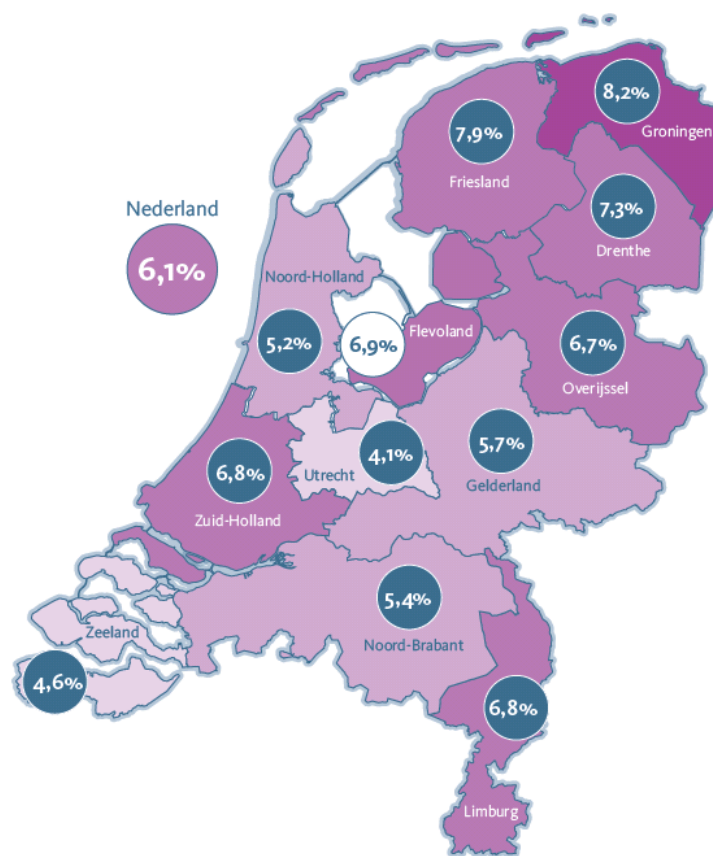 8,2%
Groningen
7,9%
Friesland
7,3%
Drenthe
Nederland
6,1%
Noord-Holland
5,2%
6,9%
Flevoland
6,7%
Overijssel
4,1%
Utrecht
5,7%
Gelderland
6,8%
Zuid-Holland
5,4%
Noord-Brabant
Zeeland
4,6%
6,8%
Limburg